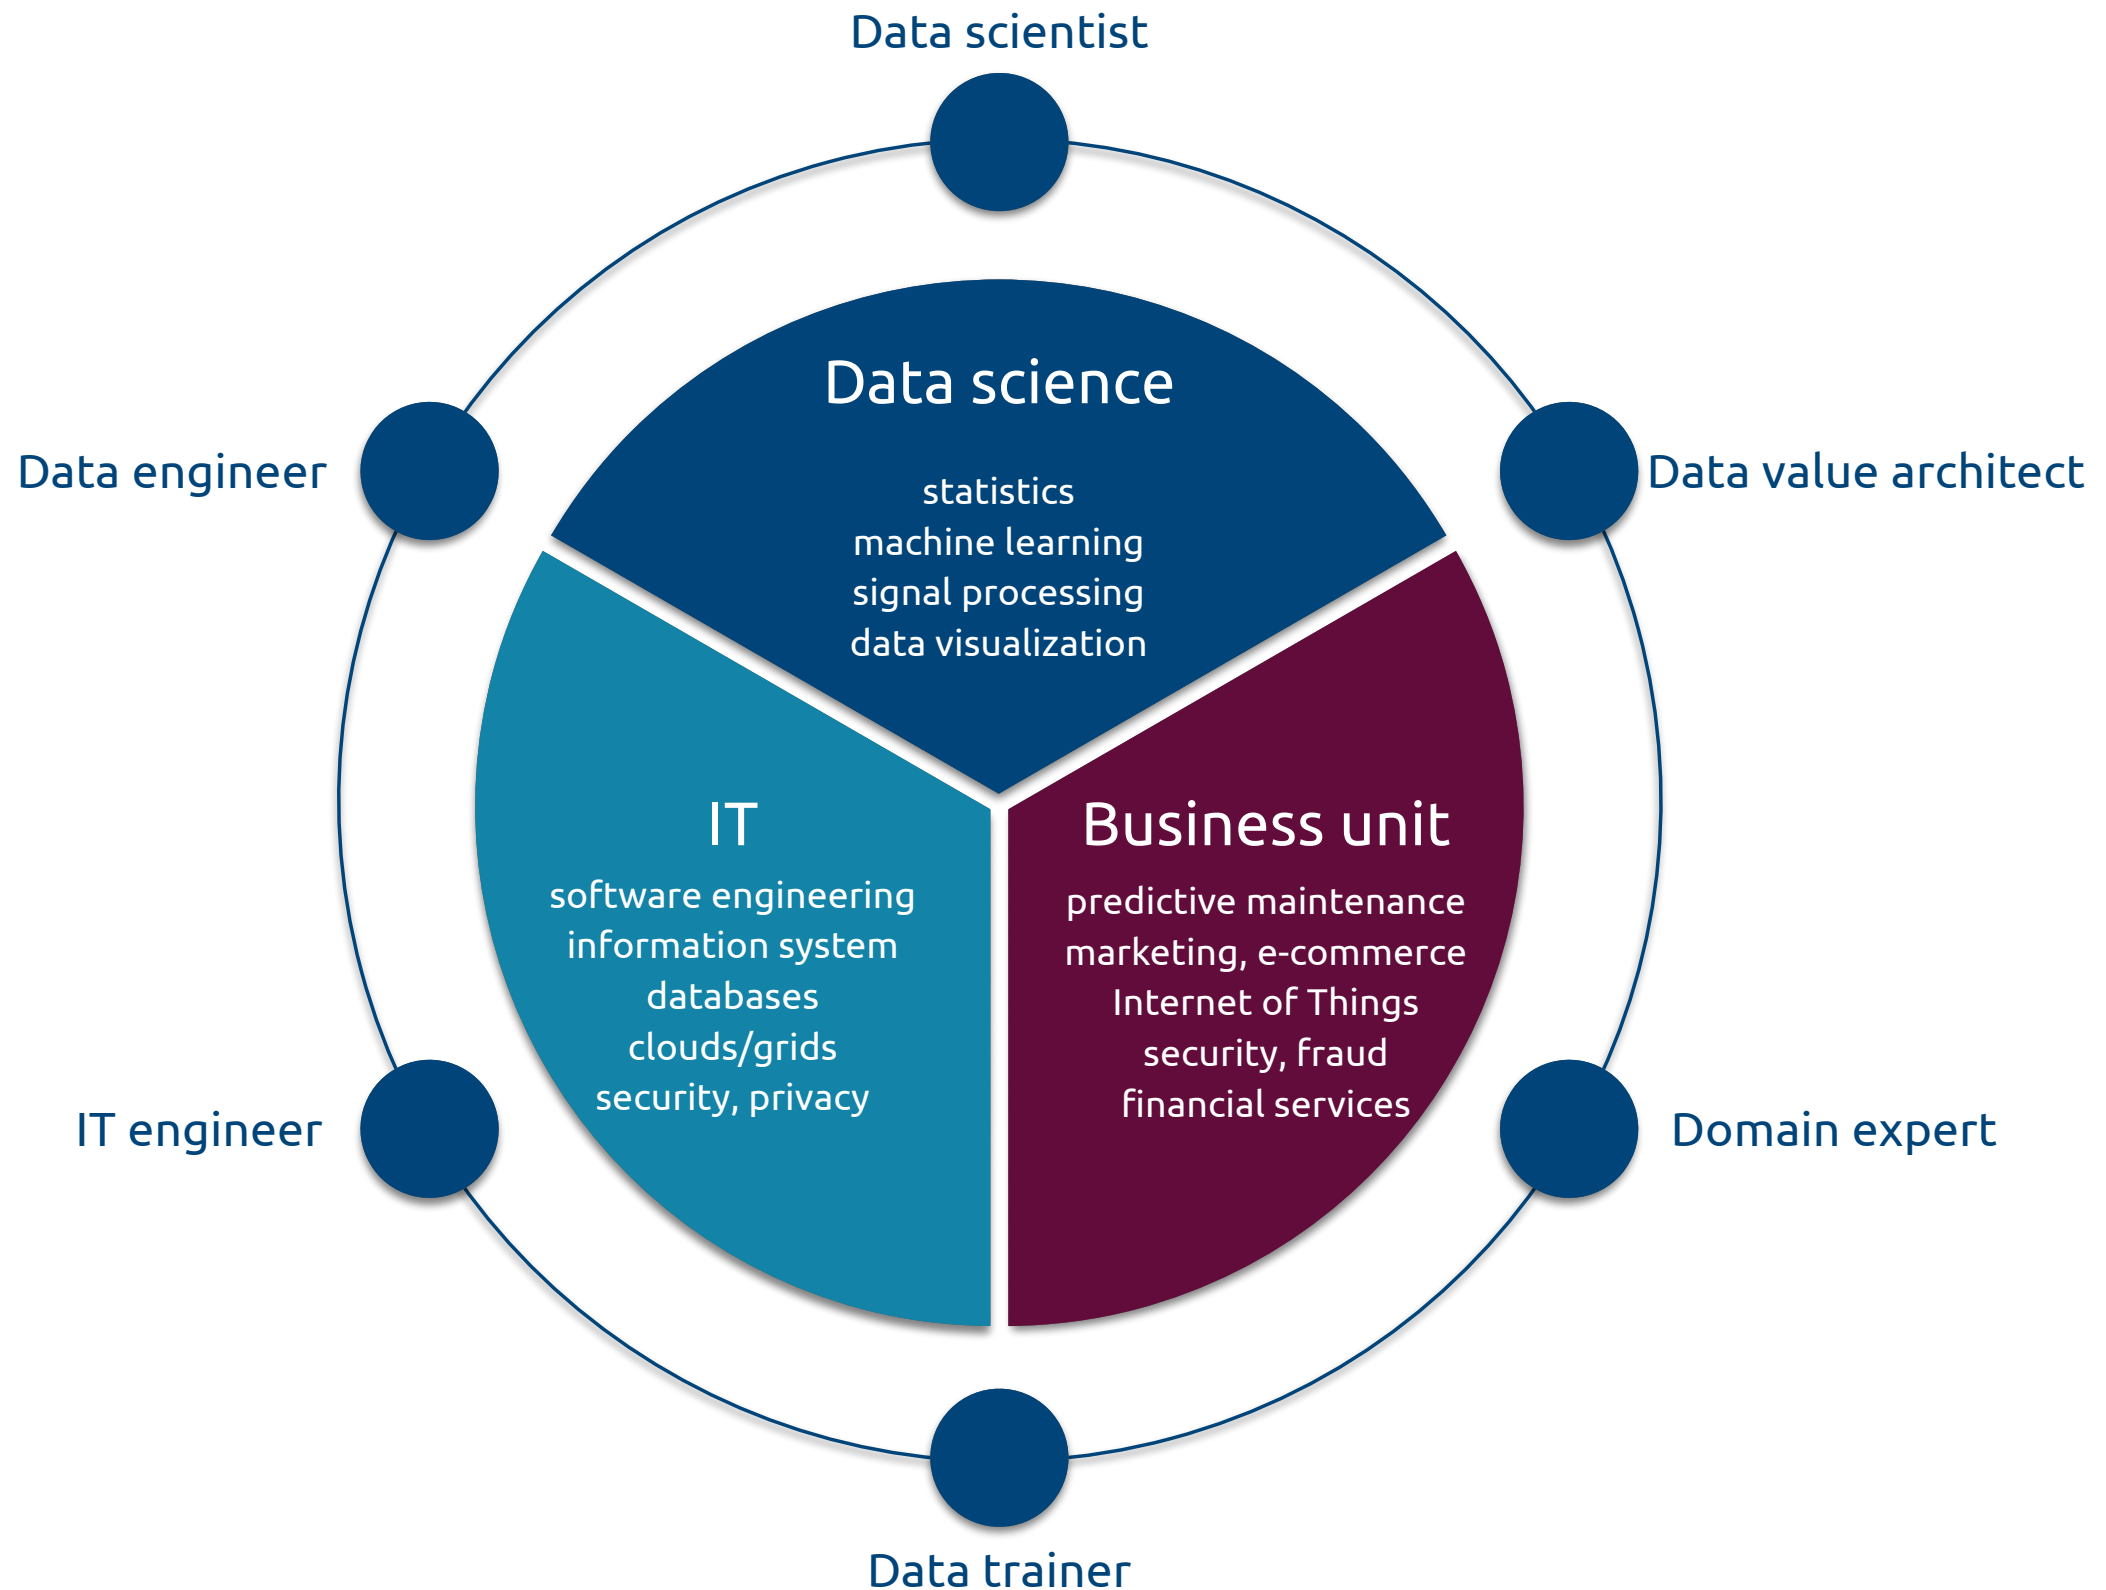 Data scientist
Data engineer
Data value architect
Data science
statistics
machine learning
signal processing
data visualization
IT
software engineering
information system
databases
clouds/grids
security, privacy
Business unit
predictive maintenance
marketing, e-commerce
Internet of Things
security, fraud
financial services
IT engineer
Domain expert
Data trainer